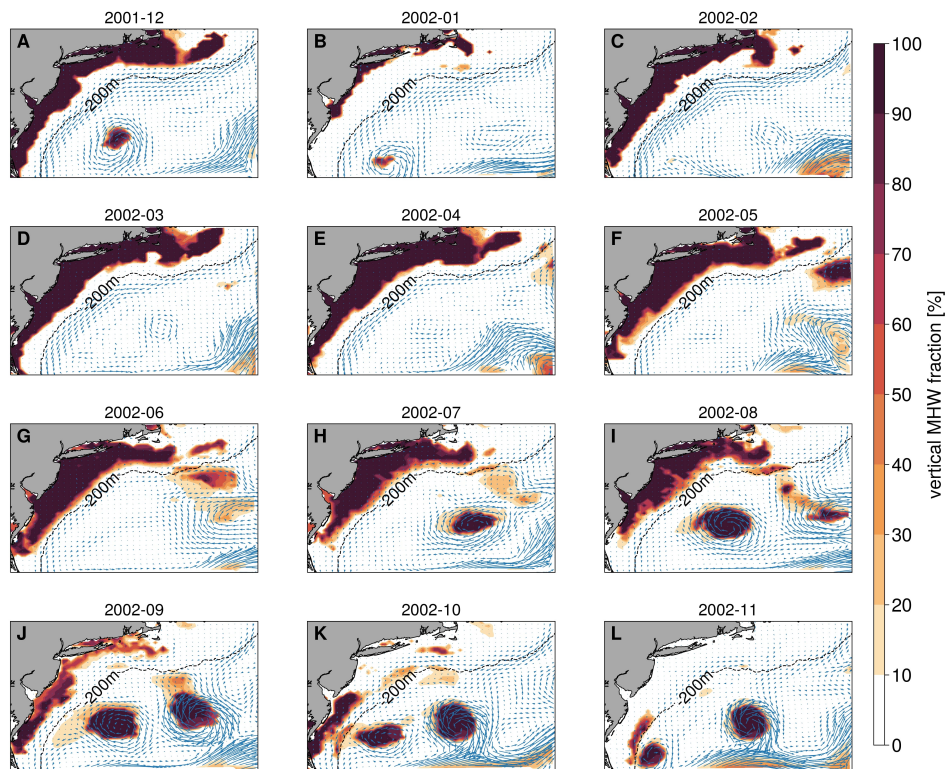 2001-12
2002-01
2002-02
A
B
C
-200m
-200m
-200m
2002-03
2002-04
2002-05
D
E
F
-200m
-200m
-200m
2002-06
2002-07
2002-08
G
H
I
-200m
-200m
-200m
2002-09
2002-10
2002-11
J
K
L
-200m
-200m
-200m
100
90
80
70
60
50
40
30
20
10
0
vertical MHW fraction [%]